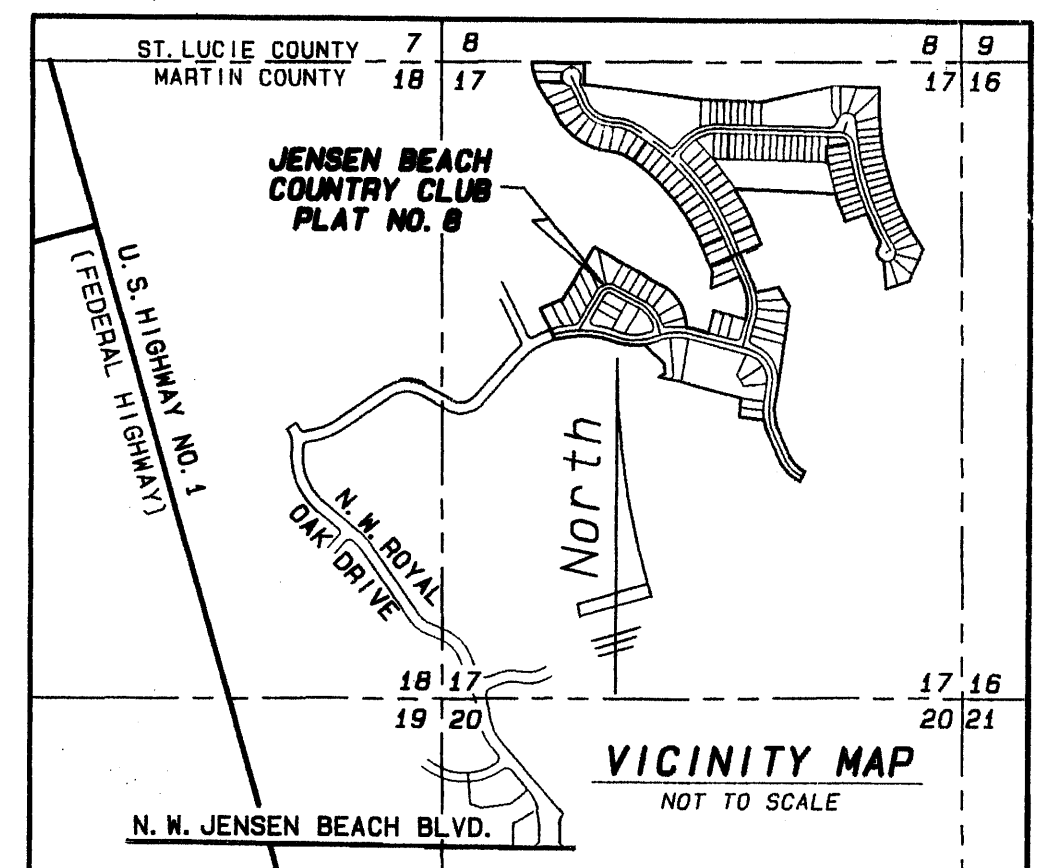 ST. LUCIE COUNTY 7 8 8 9
MARTIN COUNTY 18 17 17 16
JENSEN BEACH
COUNTRY CLUB
PLAT NO. 8
U. S. HIGHWAY NO. 1
(FEDERAL HIGHWAY)
North
N. W. ROYAL
OAK DRIVE
18 17 17 16
19 20 20 21
VICINITY MAP
NOT TO SCALE
N. W. JENSEN BEACH BLVD.